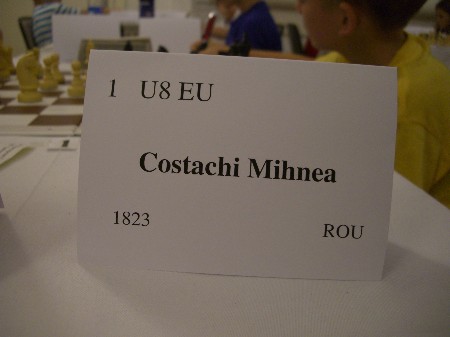 1 U8 EU
Costachi Mihnea
1823 ROU